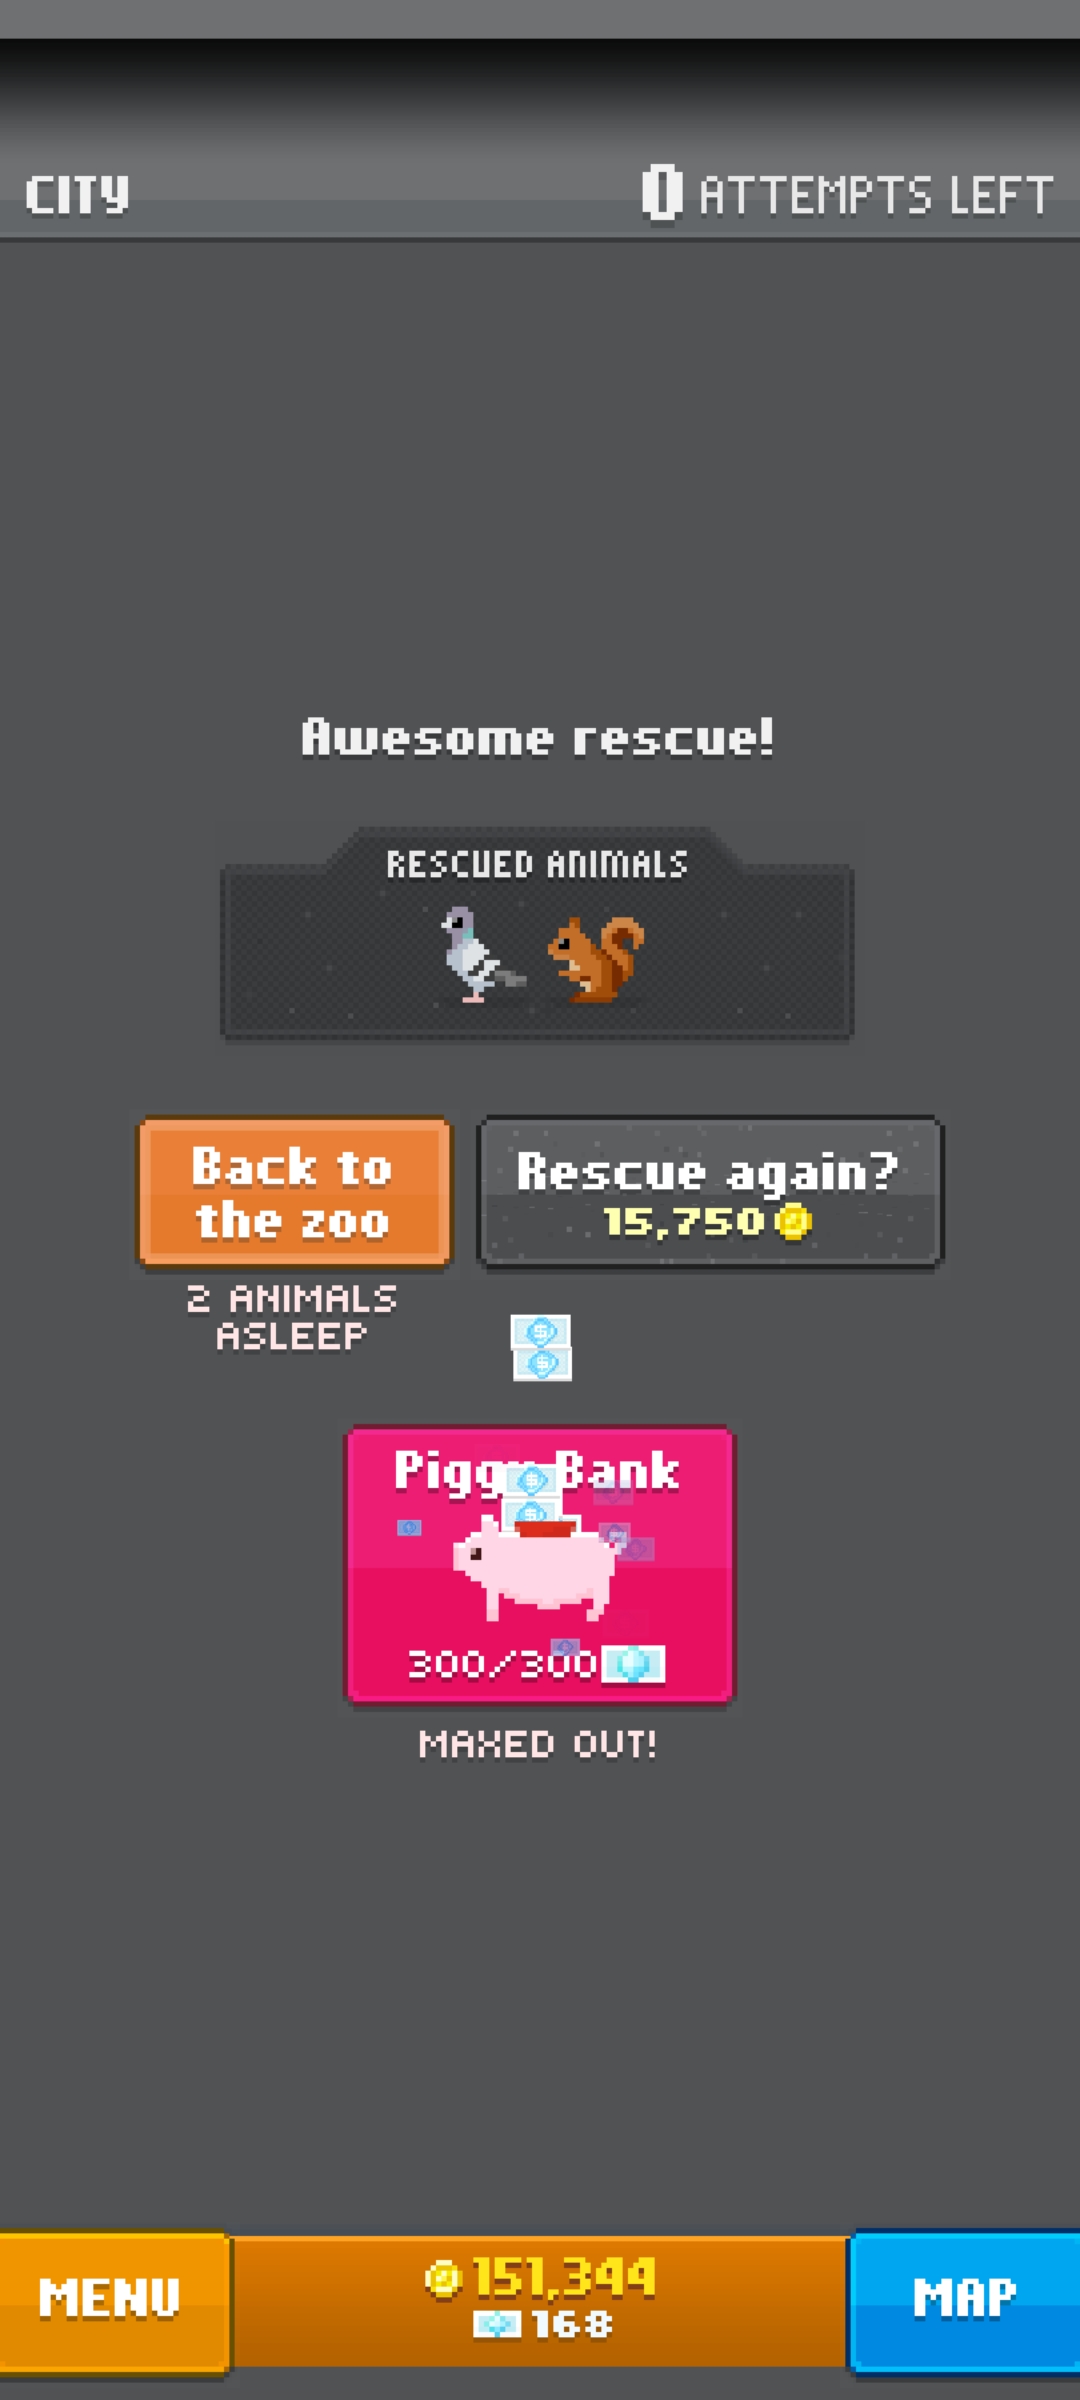 CITY
0 ATTEMPTS LEFT
Awesome rescue!
RESCUED ANIMALS
Back to
the zoo
Rescue again?
15,750
2 ANIMALS
ASLEEP
Piggy Bank
300/300
MAXED OUT!
MENU
151,344
168
MAP